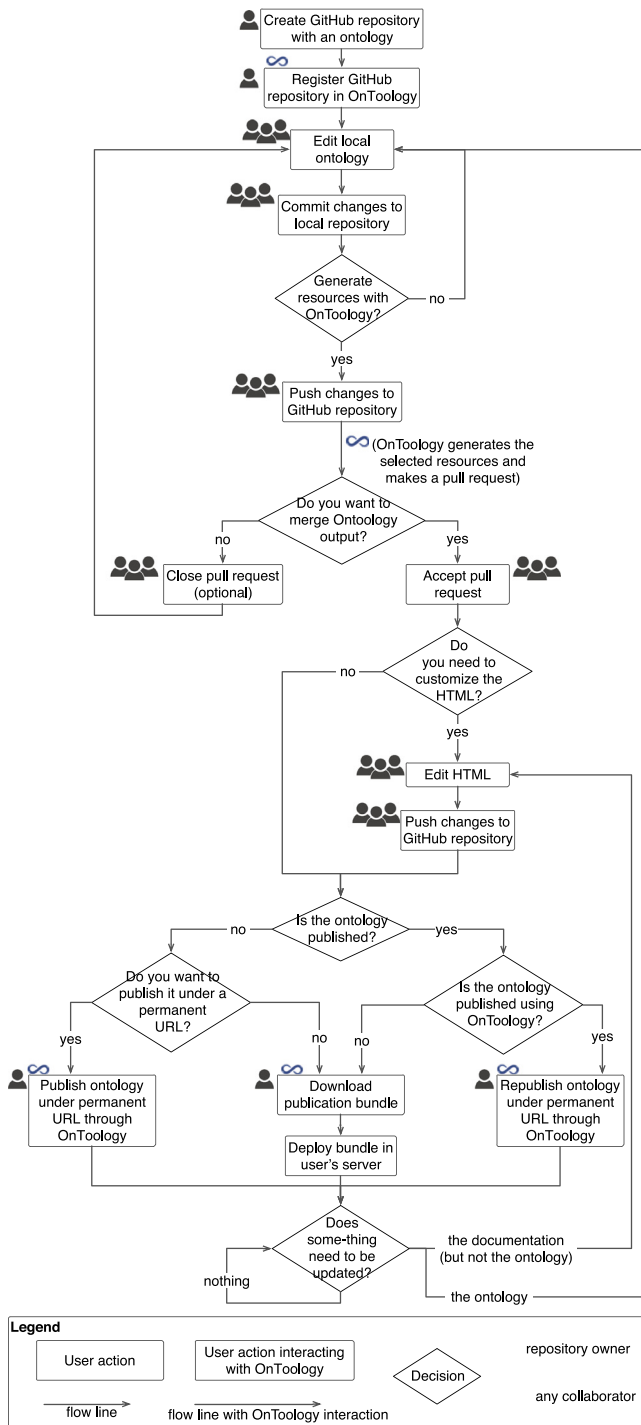 Create GitHub repository
with an ontology
Register GitHub
repository in OnToology
Edit local
ontology
Commit changes to
local repository
Generate
resources with
OnToology?
no
yes
Push changes to
GitHub repository
(OnToology generates the
selected resources and
makes a pull request)
Do you want to
merge Ontoology
output?
no
yes
Close pull request
(optional)
Accept pull
request
Do
you need to
customize the
HTML?
no
yes
Edit HTML
Push changes to
GitHub repository
Is the ontology
published?
no
yes
Do you want to
publish it under a
permanent
URL?
Is the ontology
published using
OnToology?
yes
no
no
yes
Publish ontology
under permanent
URL through
OnToology
Download
publication bundle
Republish ontology
under permanent
URL through
OnToology
Deploy bundle in
user's server
Does
some-thing
need to be
updated?
nothing
the documentation
(but not the ontology)
the ontology
Legend
User action
User action interacting
with OnToology
Decision
repository owner
flow line
flow line with OnToology interaction
any collaborator